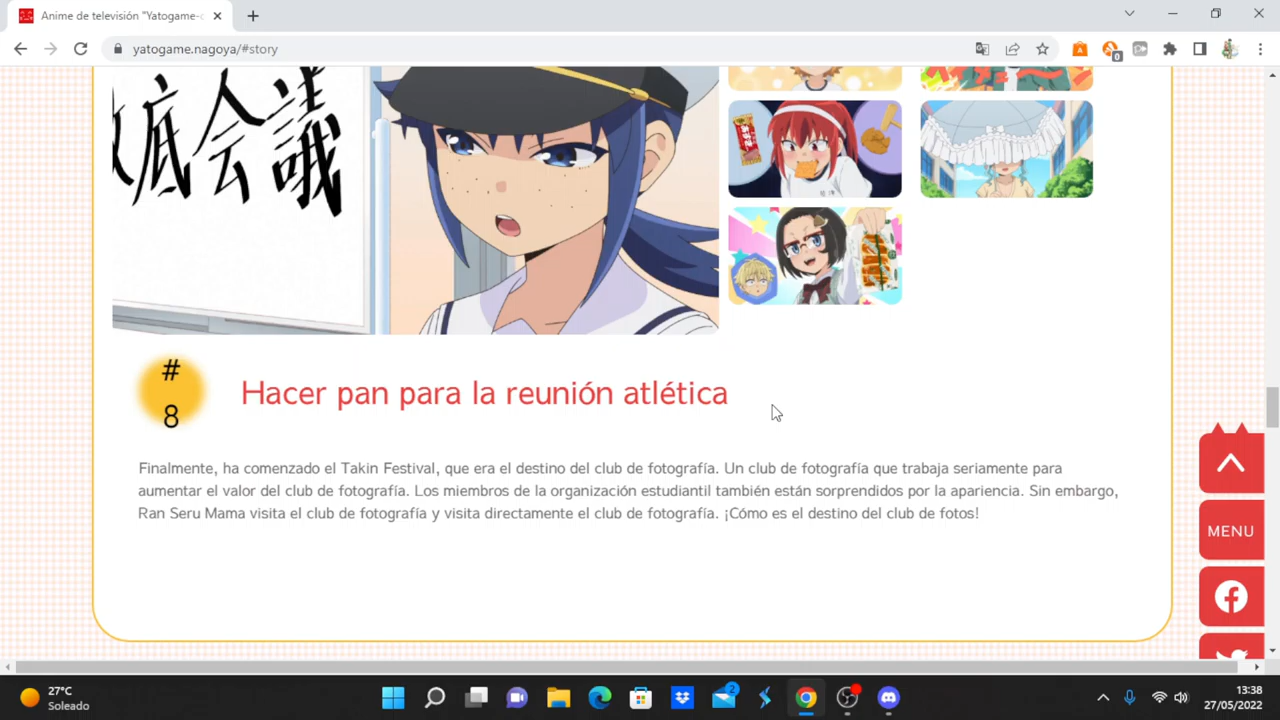 Anime de televisión "Yatogame-c
yatogame.nagoya/#story
0
底会議
#
8
Hacer pan para la reunión atlética
Finalmente, ha comenzado el Takin Festival, que era el destino del club de fotografía. Un club de fotografía que trabaja seriamente para
aumentar el valor del club de fotografía. Los miembros de la organización estudiantil también están sorprendidos por la apariencia. Sin embargo,
Ran Seru Mama visita el club de fotografía y visita directamente el club de fotografía. ¡Cómo es el destino del club de fotos!
MENU
27°C
Soleado
2
13:38
27/05/2022